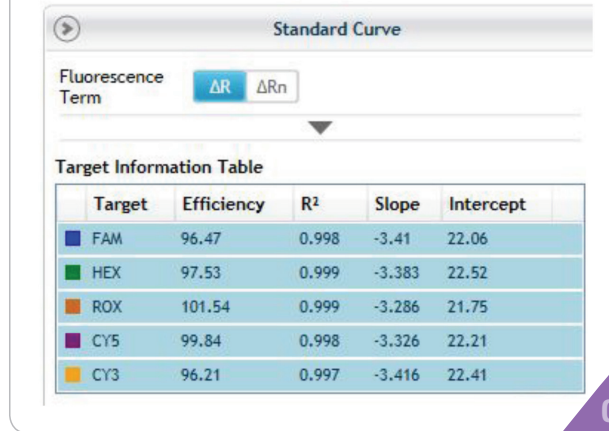 Standard Curve
Fluorescence
Term
ΔR ΔRn
Target Information Table
Target Efficiency R² Slope Intercept
FAM 96.47 0.998 -3.41 22.06
HEX 97.53 0.999 -3.383 22.52
ROX 101.54 0.999 -3.286 21.75
CY5 99.84 0.998 -3.326 22.21
CY3 96.21 0.997 -3.416 22.41